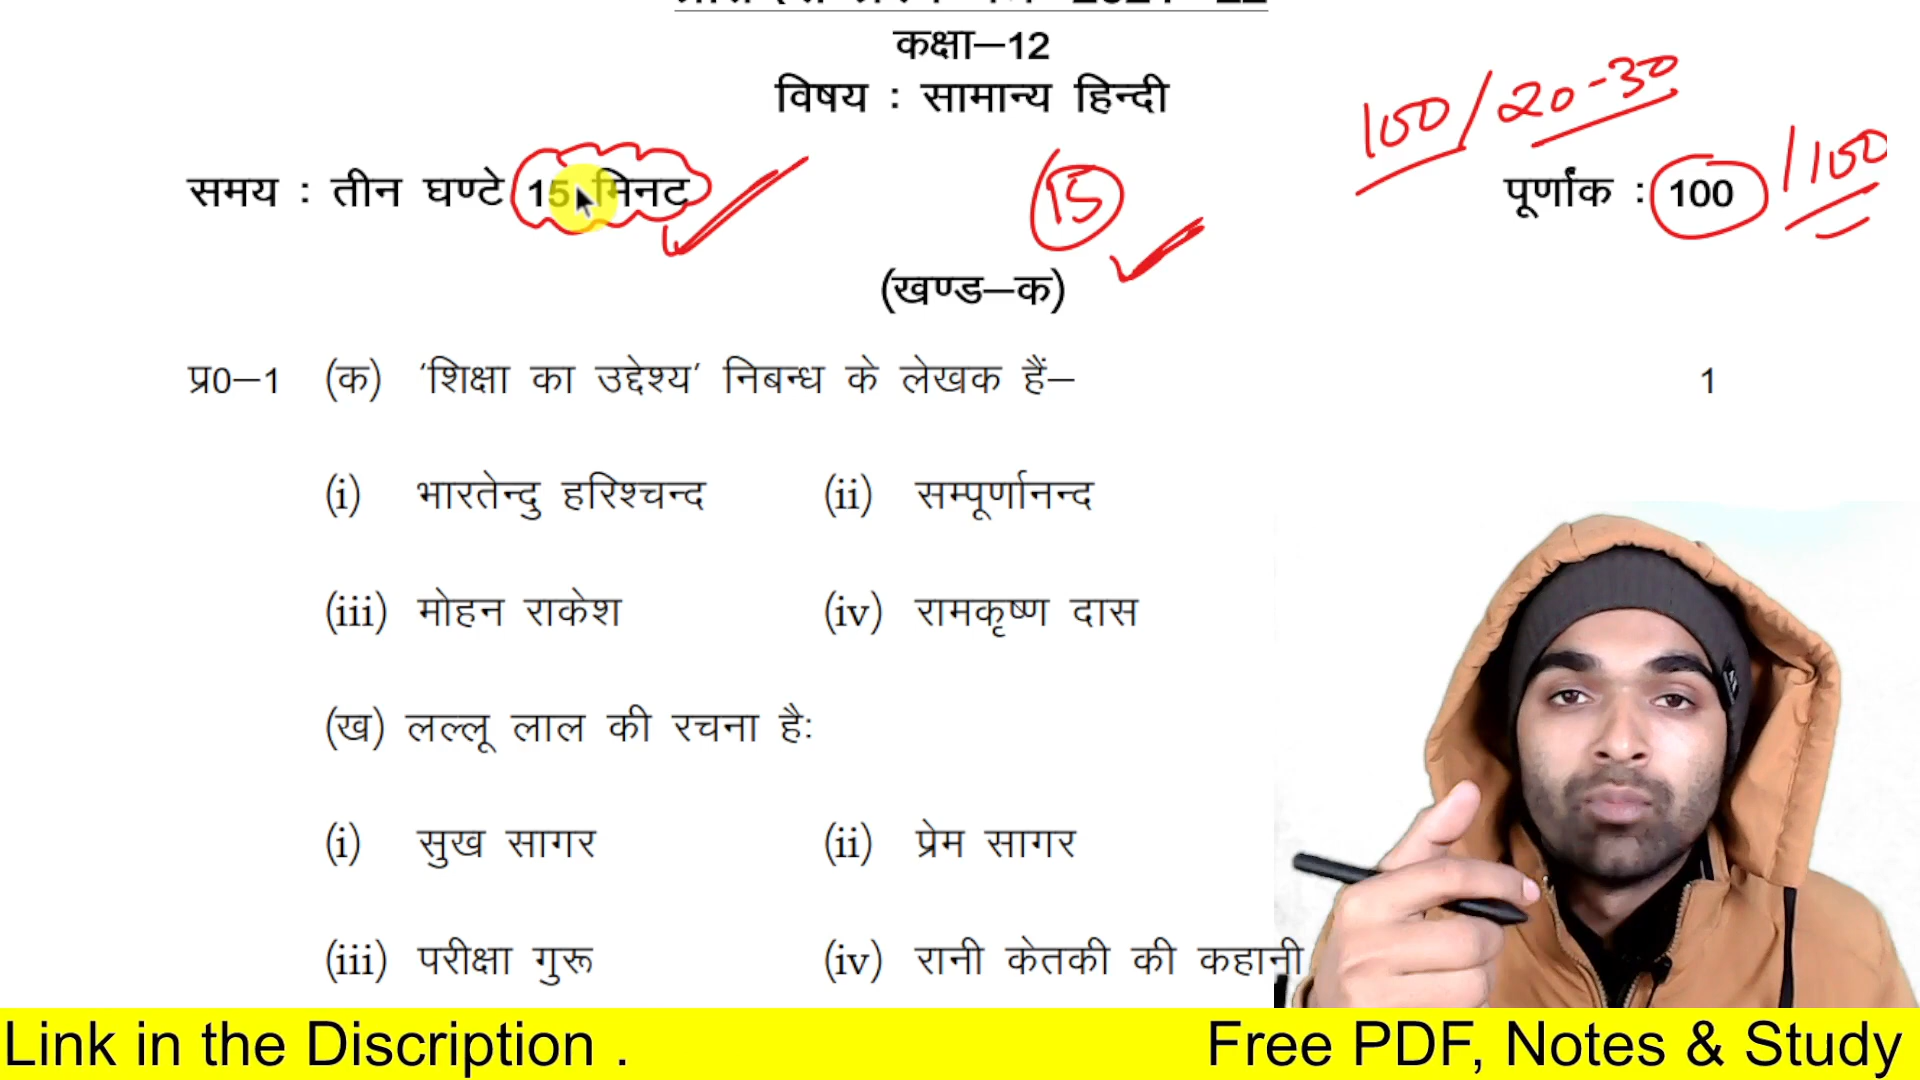 कक्षा–12
विषय : सामान्य हिन्दी
100/20-30
समय : तीन घण्टे 15 मिनट
15
पूर्णांक : 100 /100
(खण्ड–क)
प्र0–1 (क) 'शिक्षा का उद्देश्य' निबन्ध के लेखक हैं– 1
(i) भारतेन्दु हरिश्चन्द (ii) सम्पूर्णानन्द
(iii) मोहन राकेश (iv) रामकृष्ण दास
(ख) लल्लू लाल की रचना है:
(i) सुख सागर (ii) प्रेम सागर
(iii) परीक्षा गुरू (iv) रानी केतकी की कहानी
Link in the Discription . Free PDF, Notes & Study